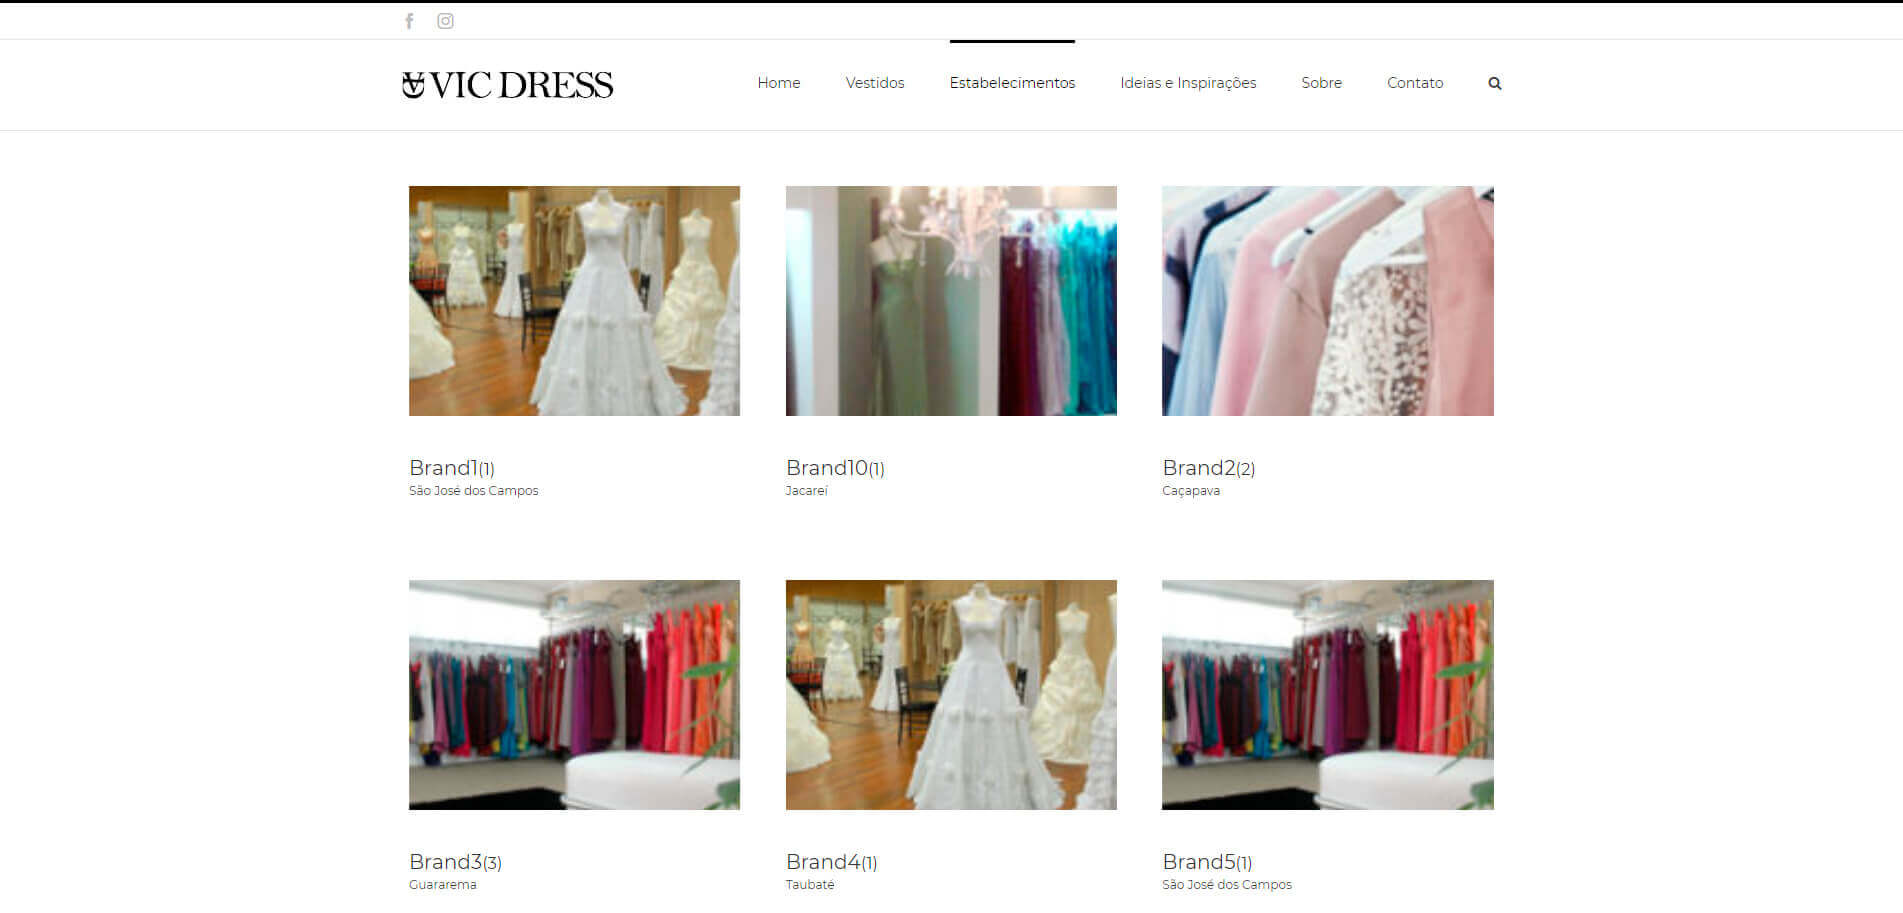 VIC DRESS
Home
Vestidos
Estabelecimentos
Ideias e Inspirações
Sobre
Contato
Brand1(1)
São José dos Campos
Brand10(1)
Jacareí
Brand2(2)
Caçapava
Brand3(3)
Guararema
Brand4(1)
Taubaté
Brand5(1)
São José dos Campos